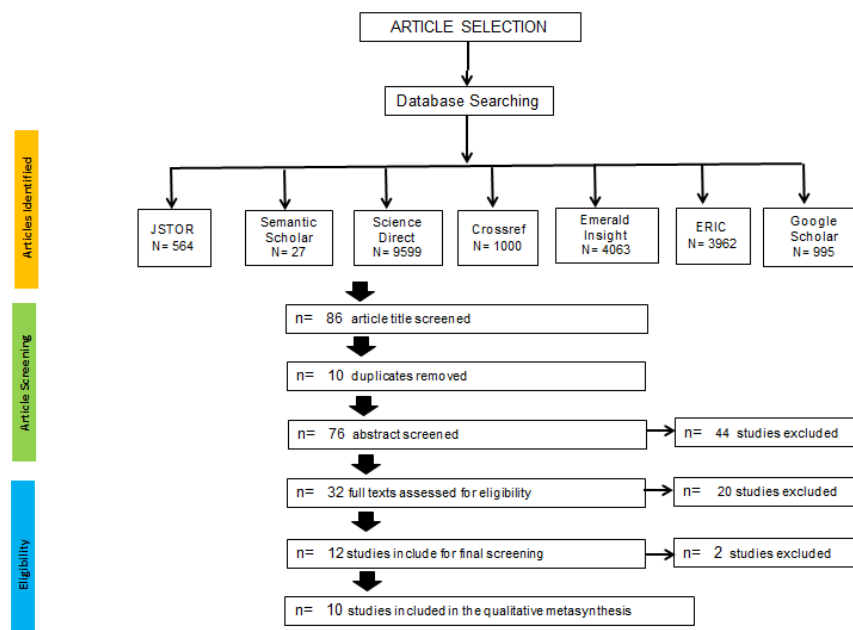 ARTICLE SELECTION
Database Searching
Articles Identified
JSTOR
N= 564
Semantic
Scholar
N= 27
Science
Direct
N= 9599
Crossref
N= 1000
Emerald
Insight
N= 4063
ERIC
N= 3962
Google
Scholar
N= 995
Article Screening
n= 86 article title screened
n= 10 duplicates removed
n= 76 abstract screened
n= 44 studies excluded
Eligibility
n= 32 full texts assessed for eligibility
n= 20 studies excluded
n= 12 studies include for final screening
n= 2 studies excluded
n= 10 studies included in the qualitative metasynthesis